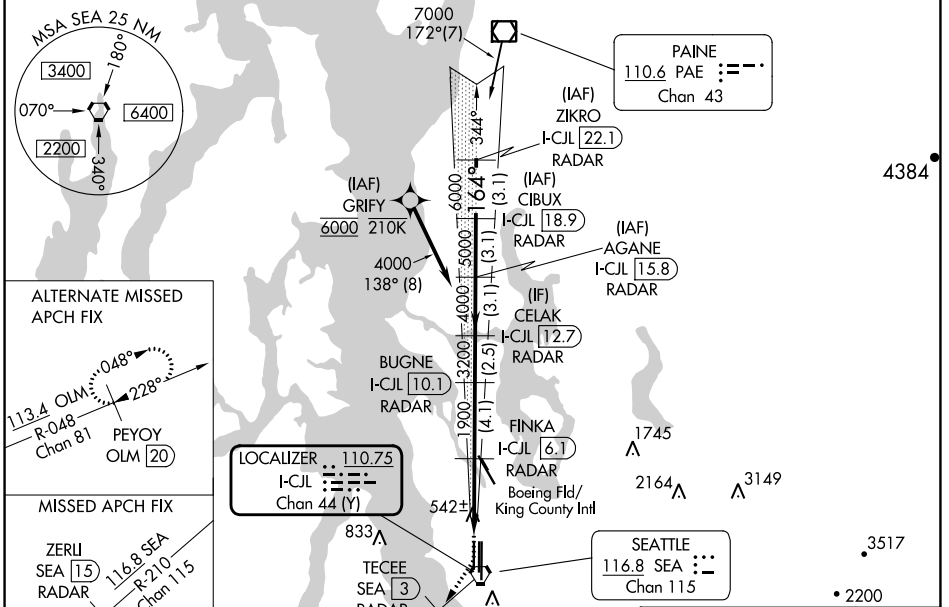 MSA SEA 25 NM
180°
3400
070°
6400
2200
340°
7000
172°(7)
PAINE
110.6 PAE
Chan 43
344°
(IAF)
ZIKRO
I-CJL 22.1
RADAR
4384
164°
6000
(3.1)
(IAF)
CIBUX
I-CJL 18.9
RADAR
(IAF)
GRIFY
6000 210K
4000
138° (8)
5000
(3.1)
(IAF)
AGANE
I-CJL 15.8
RADAR
4000
(3.1)
(IF)
CELAK
I-CJL 12.7
RADAR
3200
(2.5)
BUGNE
I-CJL 10.1
RADAR
1900
(4.1)
FINKA
I-CJL 6.1
RADAR
Boeing Fld/
King County Intl
1745
2164
3149
ALTERNATE MISSED
APCH FIX
048°
228°
113.4 OLM
R-048
Chan 81
PEYOY
OLM 20
LOCALIZER 110.75
I-CJL
Chan 44 (Y)
542±
833
MISSED APCH FIX
ZERLI
SEA 15
RADAR
116.8 SEA
R-210
Chan 115
TECEE
SEA 3
RADAR
SEATTLE
116.8 SEA
Chan 115
3517
2200